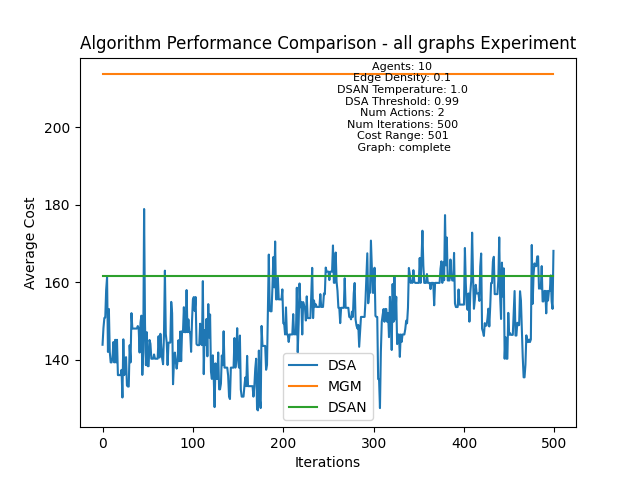 Algorithm Performance Comparison - all graphs Experiment
Agents: 10
Edge Density: 0.1
DSAN Temperature: 1.0
DSA Threshold: 0.99
Num Actions: 2
Num Iterations: 500
Cost Range: 501
Graph: complete
Average Cost
200
180
160
140
DSA
MGM
DSAN
0 100 200 300 400 500
Iterations